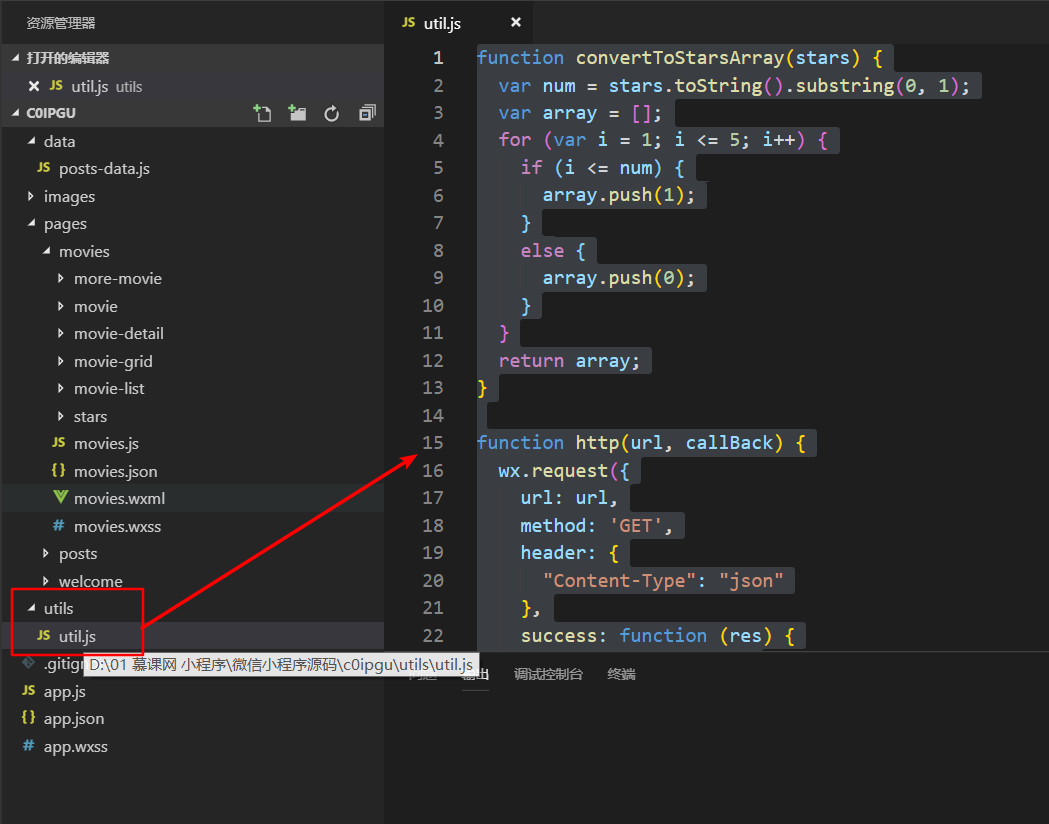 资源管理器
打开的编辑器
JS util.js utils
C0IPGU
data
JS posts-data.js
images
pages
movies
more-movie
movie
movie-detail
movie-grid
movie-list
stars
JS movies.js
{} movies.json
movies.wxml
# movies.wxss
posts
welcome
utils
JS util.js
.gitign
D:\01 慕课网 小程序\微信小程序源码\c0ipgu\utils\util.js
JS app.js
{} app.json
# app.wxss
JS util.js
1 function convertToStarsArray(stars) {
2 var num = stars.toString().substring(0, 1);
3 var array = [];
4 for (var i = 1; i <= 5; i++) {
5 if (i <= num) {
6 array.push(1);
7 }
8 else {
9 array.push(0);
10 }
11 }
12 return array;
13 }
14
15 function http(url, callBack) {
16 wx.request({
17 url: url,
18 method: 'GET',
19 header: {
20 "Content-Type": "json"
21 },
22 success: function (res) {
调试控制台 终端